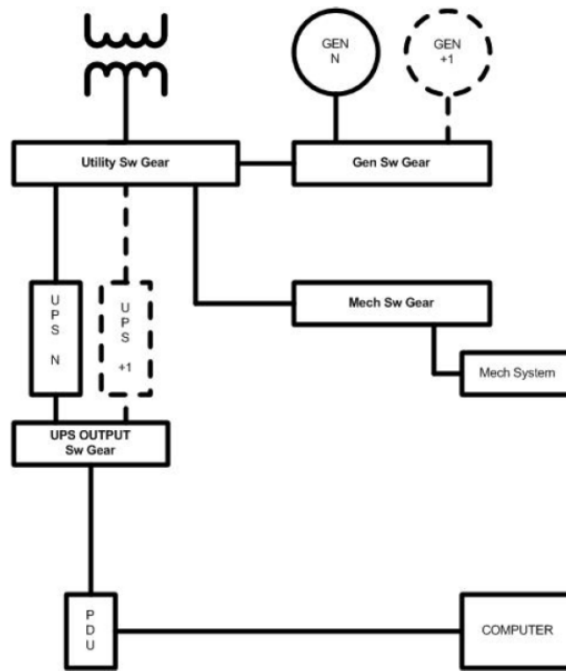 GEN
N
GEN
+1
Utility Sw Gear
Gen Sw Gear
U
P
S
N
U
P
S
+1
Mech Sw Gear
Mech System
UPS OUTPUT
Sw Gear
P
D
U
COMPUTER